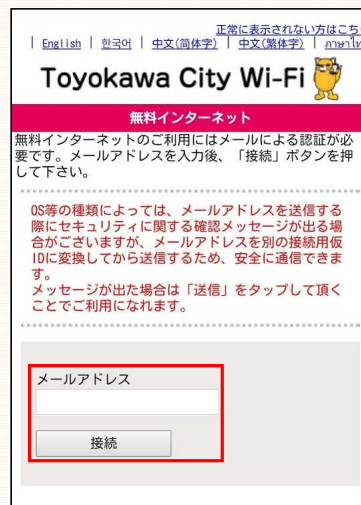 正常に表示されない方はこち
| English | 한국어 | 中文(简体字) | 中文(繁体字) | ภาษาไท
Toyokawa City Wi-Fi
無料インターネット
無料インターネットのご利用にはメールによる認証が必
要です。メールアドレスを入力後、「接続」ボタンを押
して下さい。
OS等の種類によっては、メールアドレスを送信する
際にセキュリティに関する確認メッセージが出る場
合がございますが、メールアドレスを別の接続用仮
IDに変換してから送信するため、安全に通信できま
す。
メッセージが出た場合は「送信」をタップして頂く
ことでご利用になれます。
メールアドレス
接続